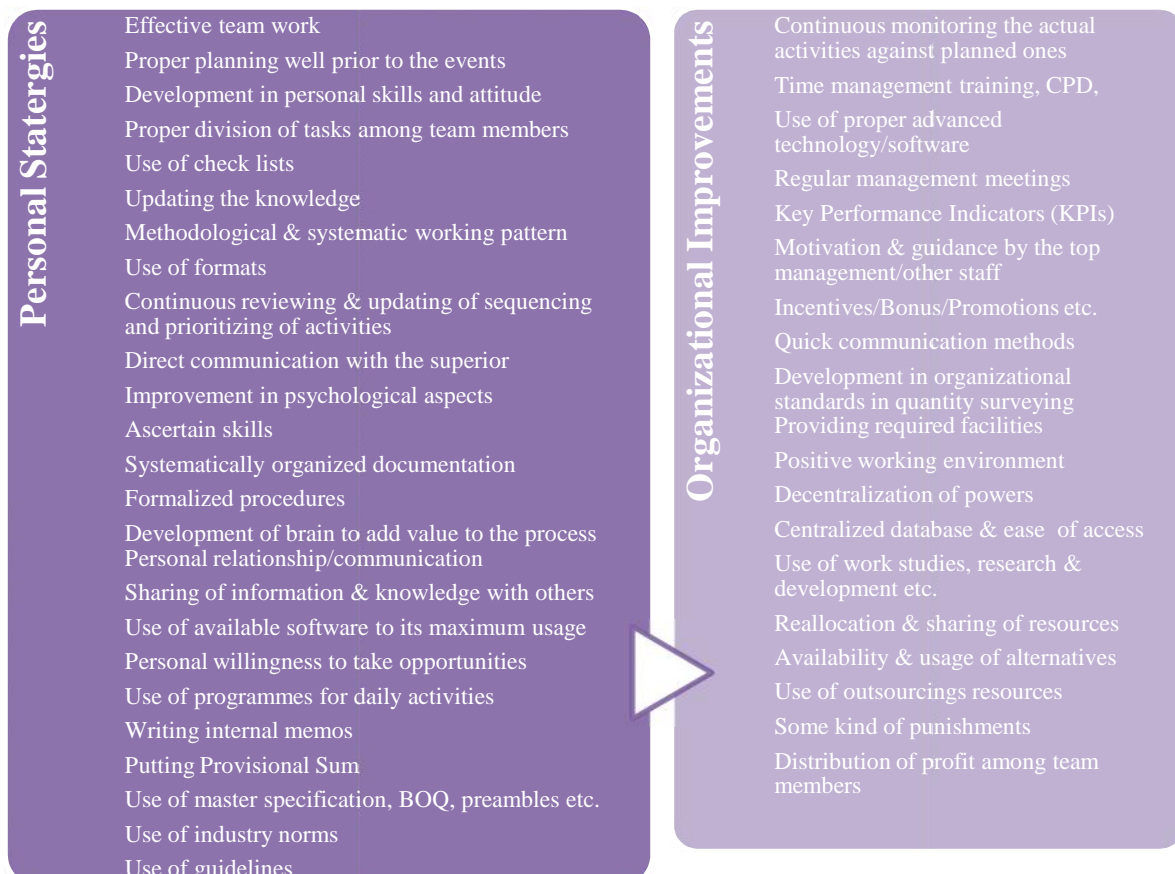 Personal Statergies
Effective team work
Proper planning well prior to the events
Development in personal skills and attitude
Proper division of tasks among team members
Use of check lists
Updating the knowledge
Methodological & systematic working pattern
Use of formats
Continuous reviewing & updating of sequencing
and prioritizing of activities
Direct communication with the superior
Improvement in psychological aspects
Ascertain skills
Systematically organized documentation
Formalized procedures
Development of brain to add value to the process
Personal relationship/communication
Sharing of information & knowledge with others
Use of available software to its maximum usage
Personal willingness to take opportunities
Use of programmes for daily activities
Writing internal memos
Putting Provisional Sum
Use of master specification, BOQ, preambles etc.
Use of industry norms
Use of guidelines
Organizational Improvements
Continuous monitoring the actual
activities against planned ones
Time management training, CPD,
Use of proper advanced
technology/software
Regular management meetings
Key Performance Indicators (KPIs)
Motivation & guidance by the top
management/other staff
Incentives/Bonus/Promotions etc.
Quick communication methods
Development in organizational
standards in quantity surveying
Providing required facilities
Positive working environment
Decentralization of powers
Centralized database & ease of access
Use of work studies, research &
development etc.
Reallocation & sharing of resources
Availability & usage of alternatives
Use of outsourcings resources
Some kind of punishments
Distribution of profit among team
members